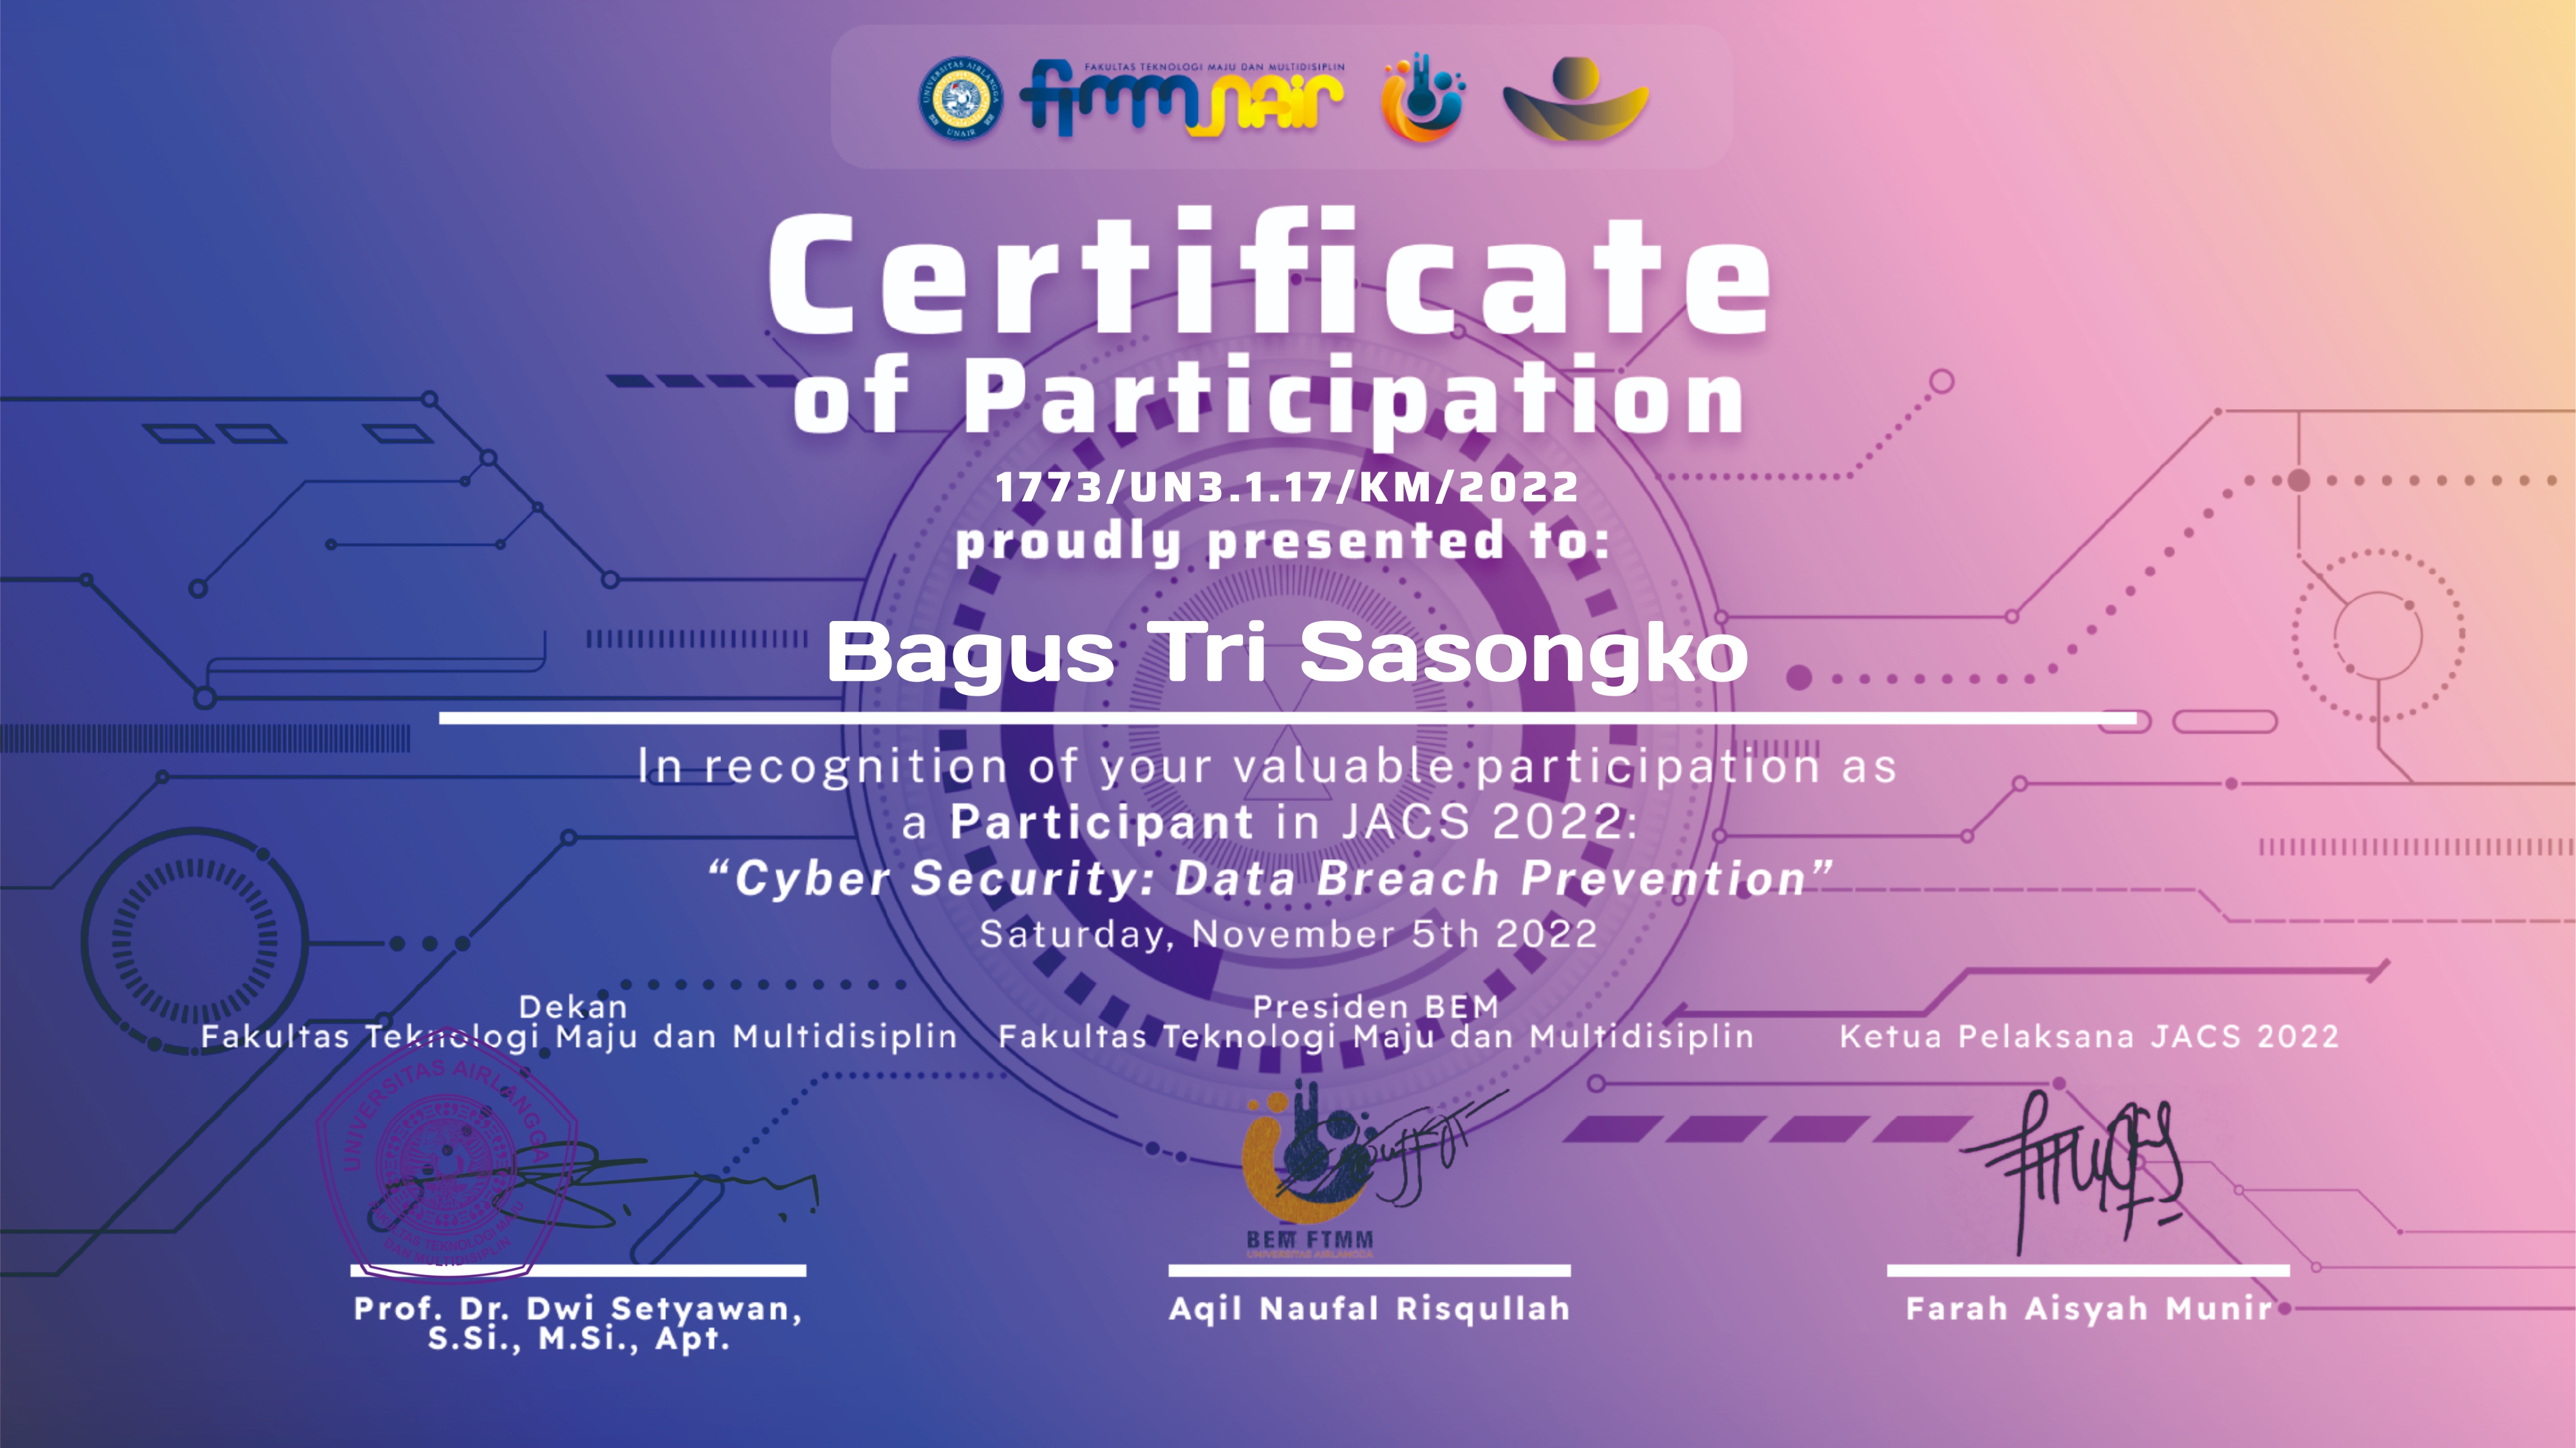 UNIVERSITAS AIRLANGGA
UNAIR
FAKULTAS TEKNOLOGI MAJU DAN MULTIDISIPLIN
ftmm UNAIR
Certificate
of Participation
1773/UN3.1.17/KM/2022
proudly presented to:
Bagus Tri Sasongko
In recognition of your valuable participation as
a Participant in JACS 2022:
“Cyber Security: Data Breach Prevention”
Saturday, November 5th 2022
Dekan
Fakultas Teknologi Maju dan Multidisiplin
Presiden BEM
Fakultas Teknologi Maju dan Multidisiplin
Ketua Pelaksana JACS 2022
UNIVERSITAS AIRLANGGA
TEKNOLOGI MAJU
DAN MULTIDISIPLIN
BEM FTMM
UNIVERSITAS AIRLANGGA
Prof. Dr. Dwi Setyawan,
S.Si., M.Si., Apt.
Aqil Naufal Risqullah
Farah Aisyah Munir